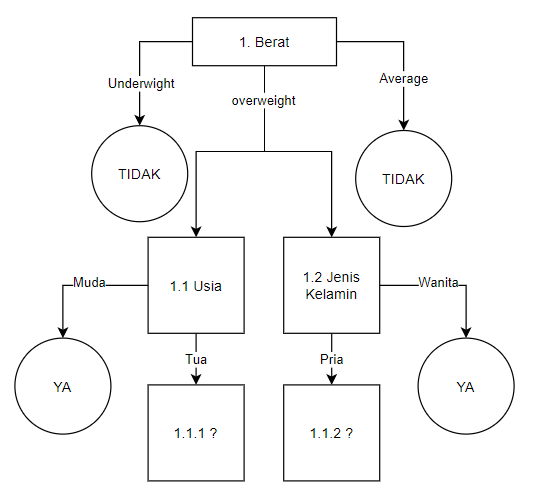 1. Berat
Underwight
overweight
Average
TIDAK
TIDAK
1.1 Usia
1.2 Jenis
Kelamin
Muda
Wanita
Tua
Pria
YA
1.1.1 ?
1.1.2 ?
YA